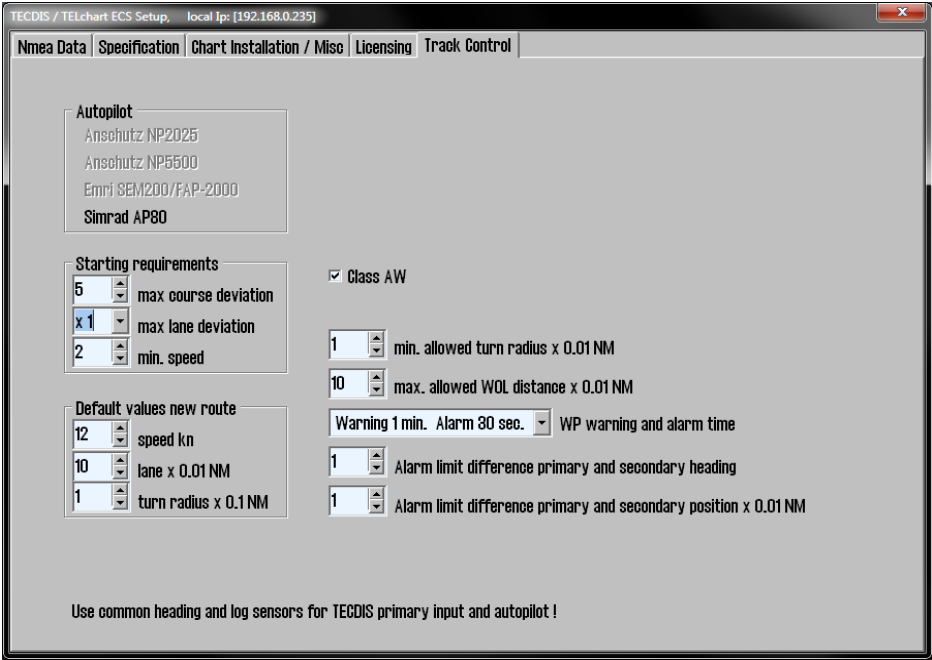 TECDIS / TELchart ECS Setup, local Ip: [192.168.0.235]
Nmea Data Specification Chart Installation / Misc Licensing Track Control
Autopilot
Anschutz NP2025
Anschutz NP5500
Emri SEM200/FAP-2000
Simrad AP80
Starting requirements
5 max course deviation
x 1 max lane deviation
2 min. speed
Default values new route
12 speed kn
10 lane x 0.01 NM
1 turn radius x 0.1 NM
Class AW
1 min. allowed turn radius x 0.01 NM
10 max. allowed WOL distance x 0.01 NM
Warning 1 min. Alarm 30 sec. WP warning and alarm time
1 Alarm limit difference primary and secondary heading
1 Alarm limit difference primary and secondary position x 0.01 NM
Use common heading and log sensors for TECDIS primary input and autopilot !